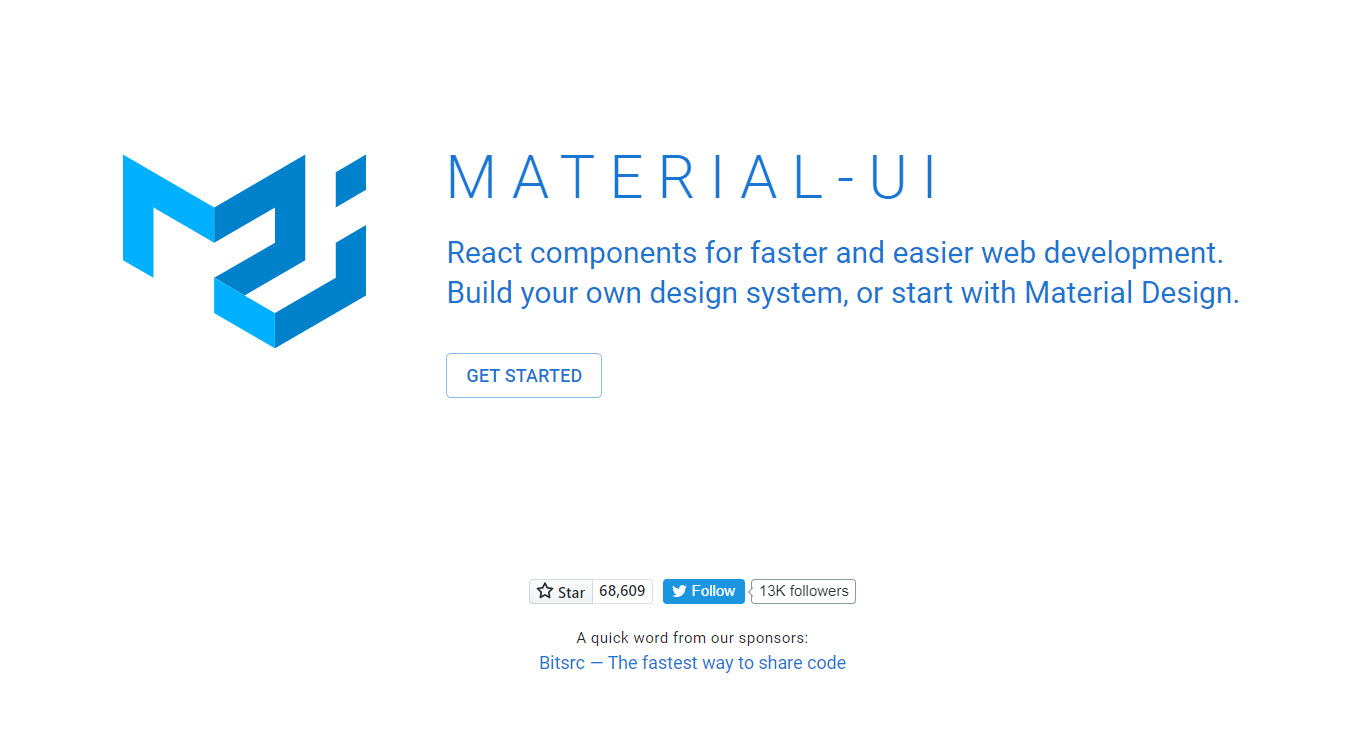 MATERIAL-UI
React components for faster and easier web development.
Build your own design system, or start with Material Design.
GET STARTED
Star 68,609 Follow 13K followers
A quick word from our sponsors:
Bitsrc — The fastest way to share code